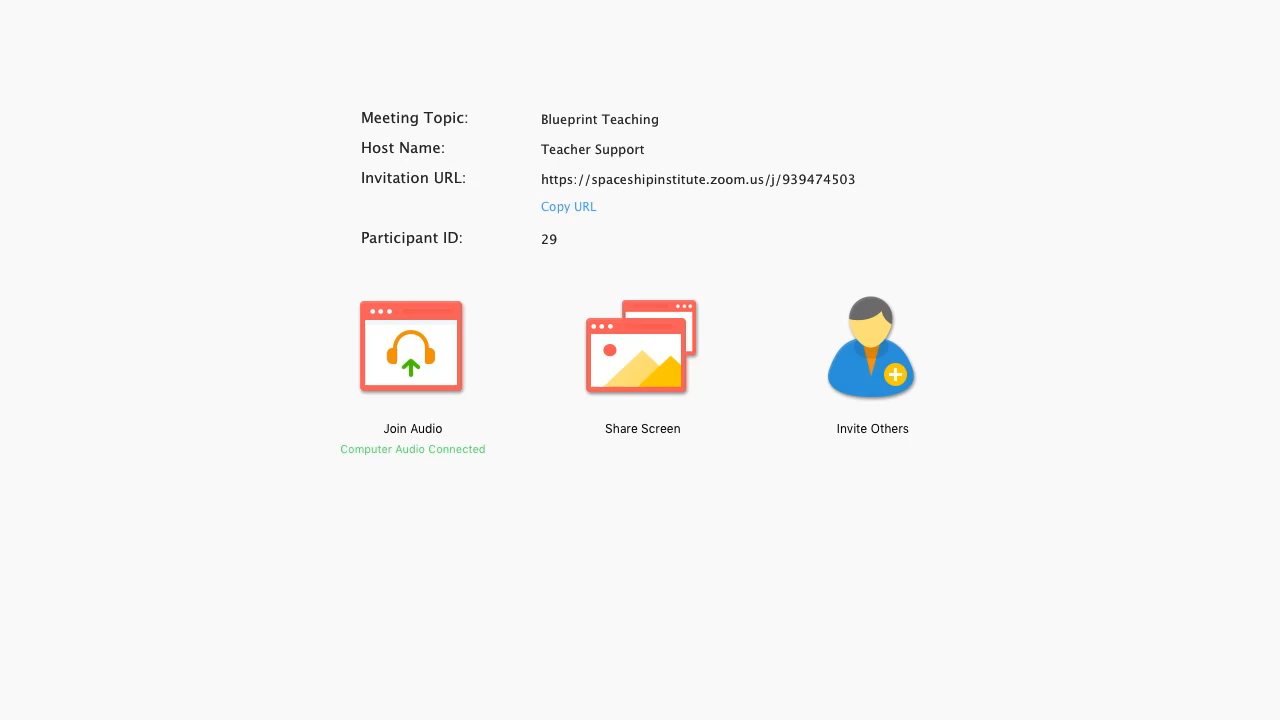 Meeting Topic: Blueprint Teaching
Host Name: Teacher Support
Invitation URL: https://spaceshipinstitute.zoom.us/j/939474503
Copy URL
Participant ID: 29
Join Audio Share Screen Invite Others
Computer Audio Connected